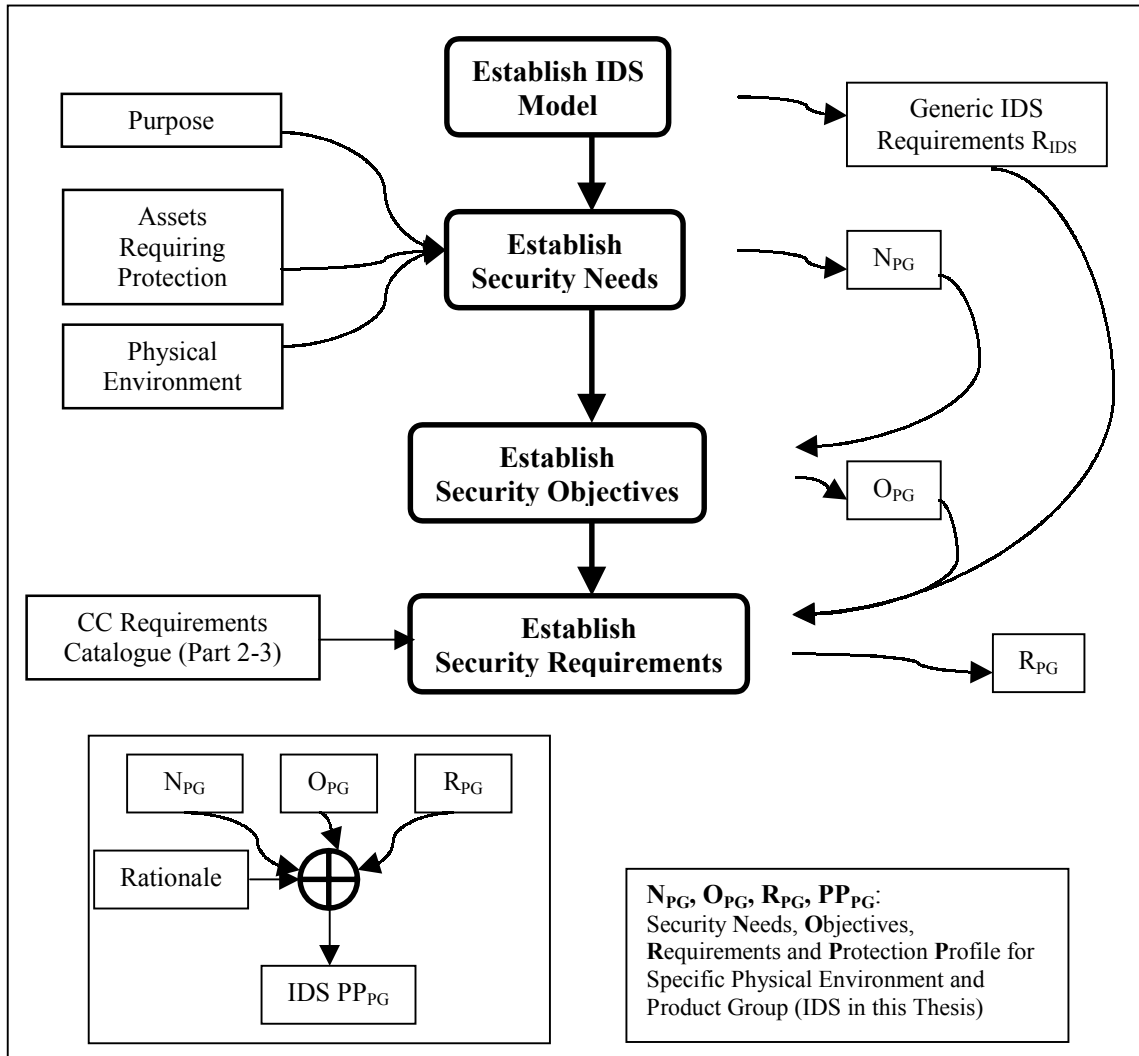 Establish IDS
Model
Purpose
Generic IDS
Requirements R_IDS
Assets
Requiring
Protection
Establish
Security Needs
N_PG
Physical
Environment
Establish
Security Objectives
O_PG
CC Requirements
Catalogue (Part 2-3)
Establish
Security Requirements
R_PG
N_PG
O_PG
R_PG
Rationale
IDS PP_PG
N_PG, O_PG, R_PG, PP_PG:
Security Needs, Objectives,
Requirements and Protection Profile for
Specific Physical Environment and
Product Group (IDS in this Thesis)